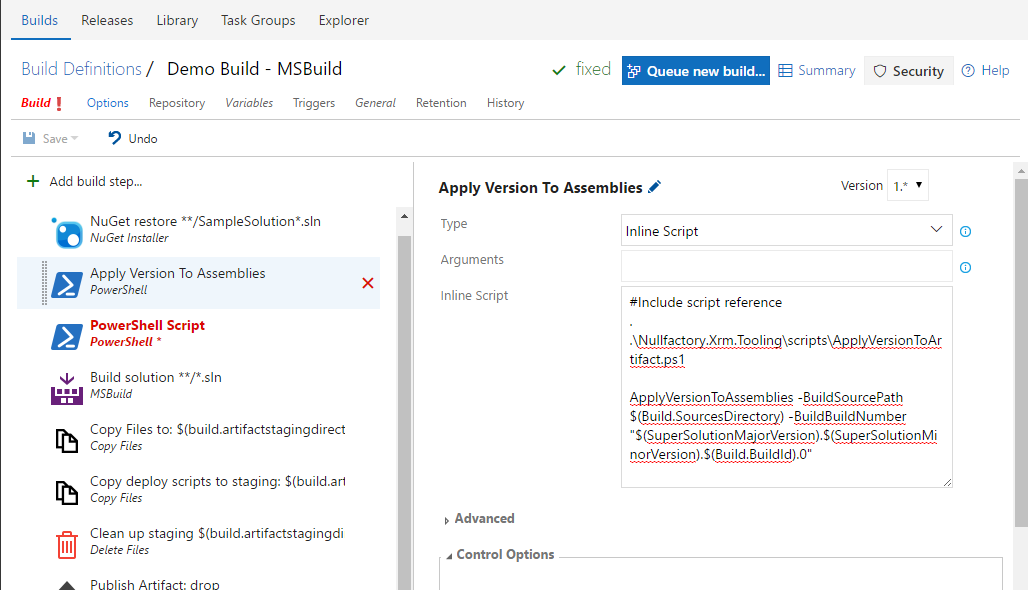 Builds Releases Library Task Groups Explorer
Build Definitions / Demo Build - MSBuild
fixed Queue new build... Summary Security Help
Build Options Repository Variables Triggers General Retention History
Save Undo
Add build step...
NuGet restore **/SampleSolution*.sln
NuGet Installer
Apply Version To Assemblies
PowerShell
PowerShell Script
PowerShell *
Build solution **/*.sln
MSBuild
Copy Files to: $(build.artifactstagingdirect
Copy Files
Copy deploy scripts to staging: $(build.art
Copy Files
Clean up staging $(build.artifactstagingdi
Delete Files
Publish Artifact: drop
Apply Version To Assemblies Version 1.*
Type Inline Script
Arguments
Inline Script
#Include script reference
.
.\Nullfactory.Xrm.Tooling\scripts\ApplyVersionToAr
tifact.ps1
ApplyVersionToAssemblies -BuildSourcePath
$(Build.SourcesDirectory) -BuildBuildNumber
"$(SuperSolutionMajorVersion).$(SuperSolutionMi
norVersion).$(Build.BuildId).0"
Advanced
Control Options